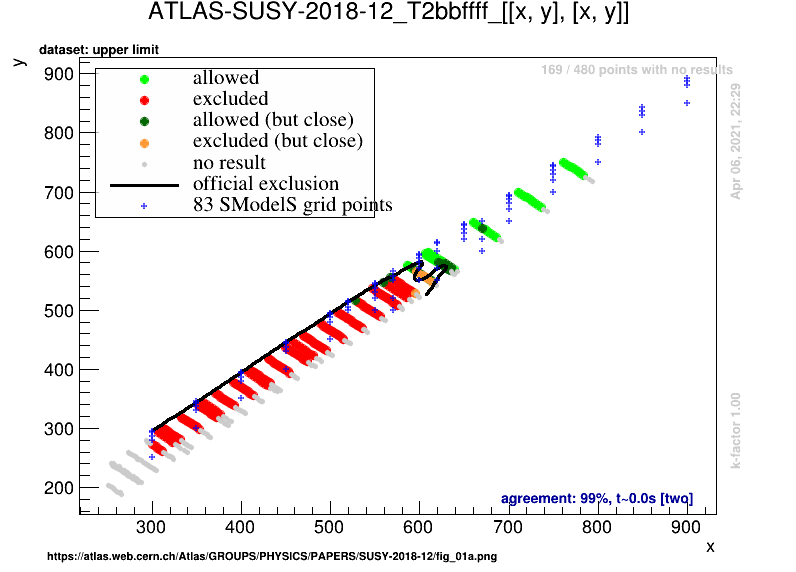 ATLAS-SUSY-2018-12_T2bbffff_[[x, y], [x, y]]
dataset: upper limit
y
169 / 480 points with no results
allowed
excluded
allowed (but close)
excluded (but close)
no result
official exclusion
83 SModelS grid points
900
800
700
600
500
400
300
200
Apr 06, 2021, 22:29
k-factor 1.00
agreement: 99%, t~0.0s [two]
300 400 500 600 700 800 900
x
https://atlas.web.cern.ch/Atlas/GROUPS/PHYSICS/PAPERS/SUSY-2018-12/fig_01a.png